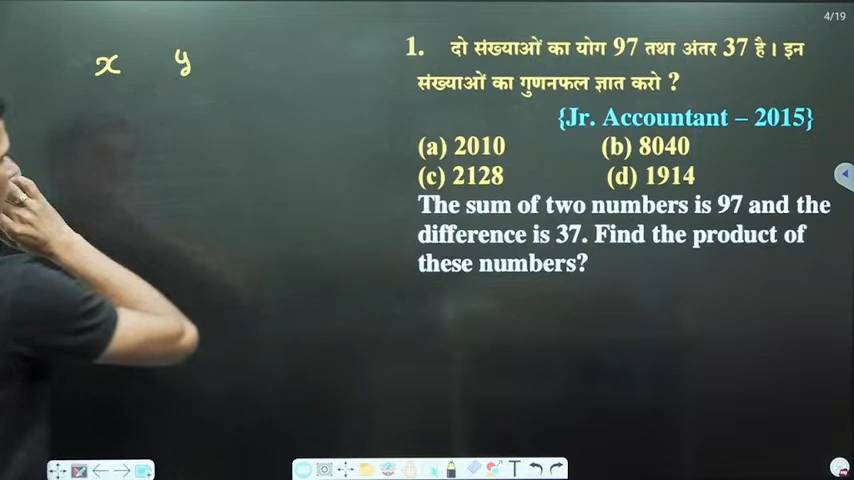 4/19
x y
1. दो संख्याओं का योग 97 तथा अंतर 37 है। इन
संख्याओं का गुणनफल ज्ञात करो ?
{Jr. Accountant – 2015}
(a) 2010 (b) 8040
(c) 2128 (d) 1914
The sum of two numbers is 97 and the
difference is 37. Find the product of
these numbers?
T